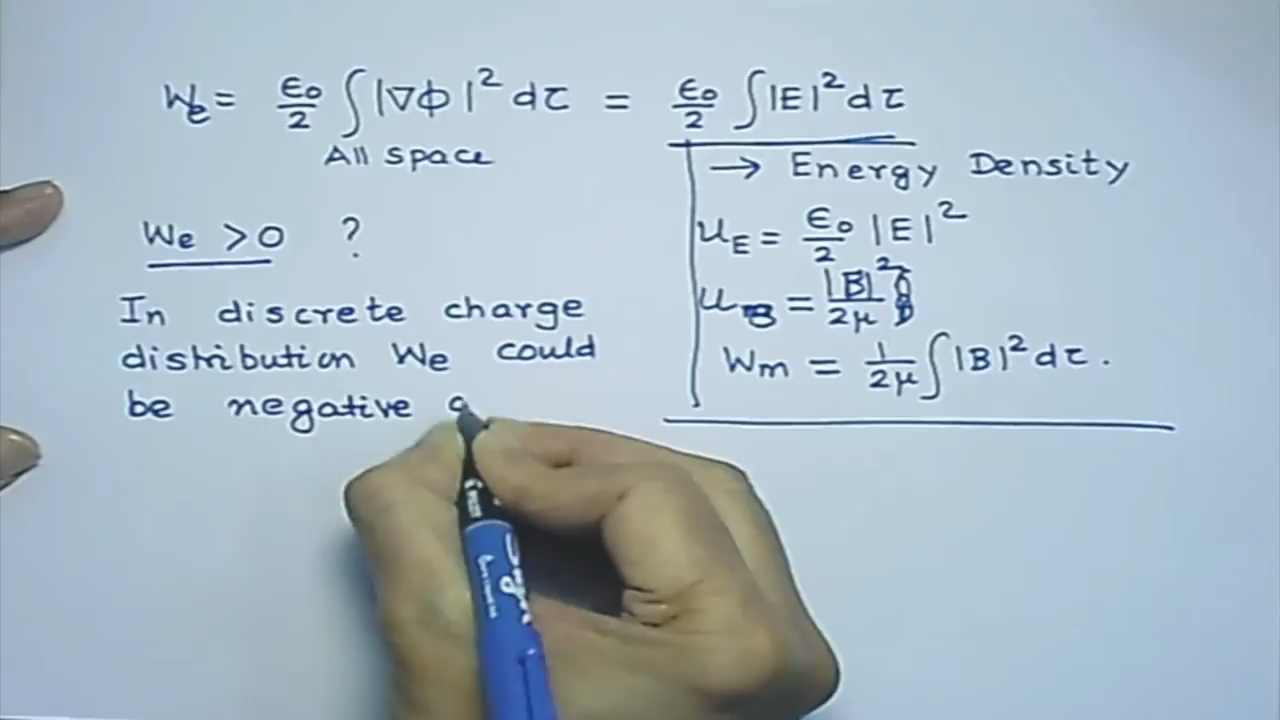 We = ε0/2 ∫|∇Φ|² dτ = ε0/2 ∫|E|² dτ
All space
→ Energy Density
We > 0 ?
uE = ε0/2 |E|²
In discrete charge
uB = |B|²/2μ
distribution We could
Wm = 1/2μ ∫|B|² dτ.
be negative